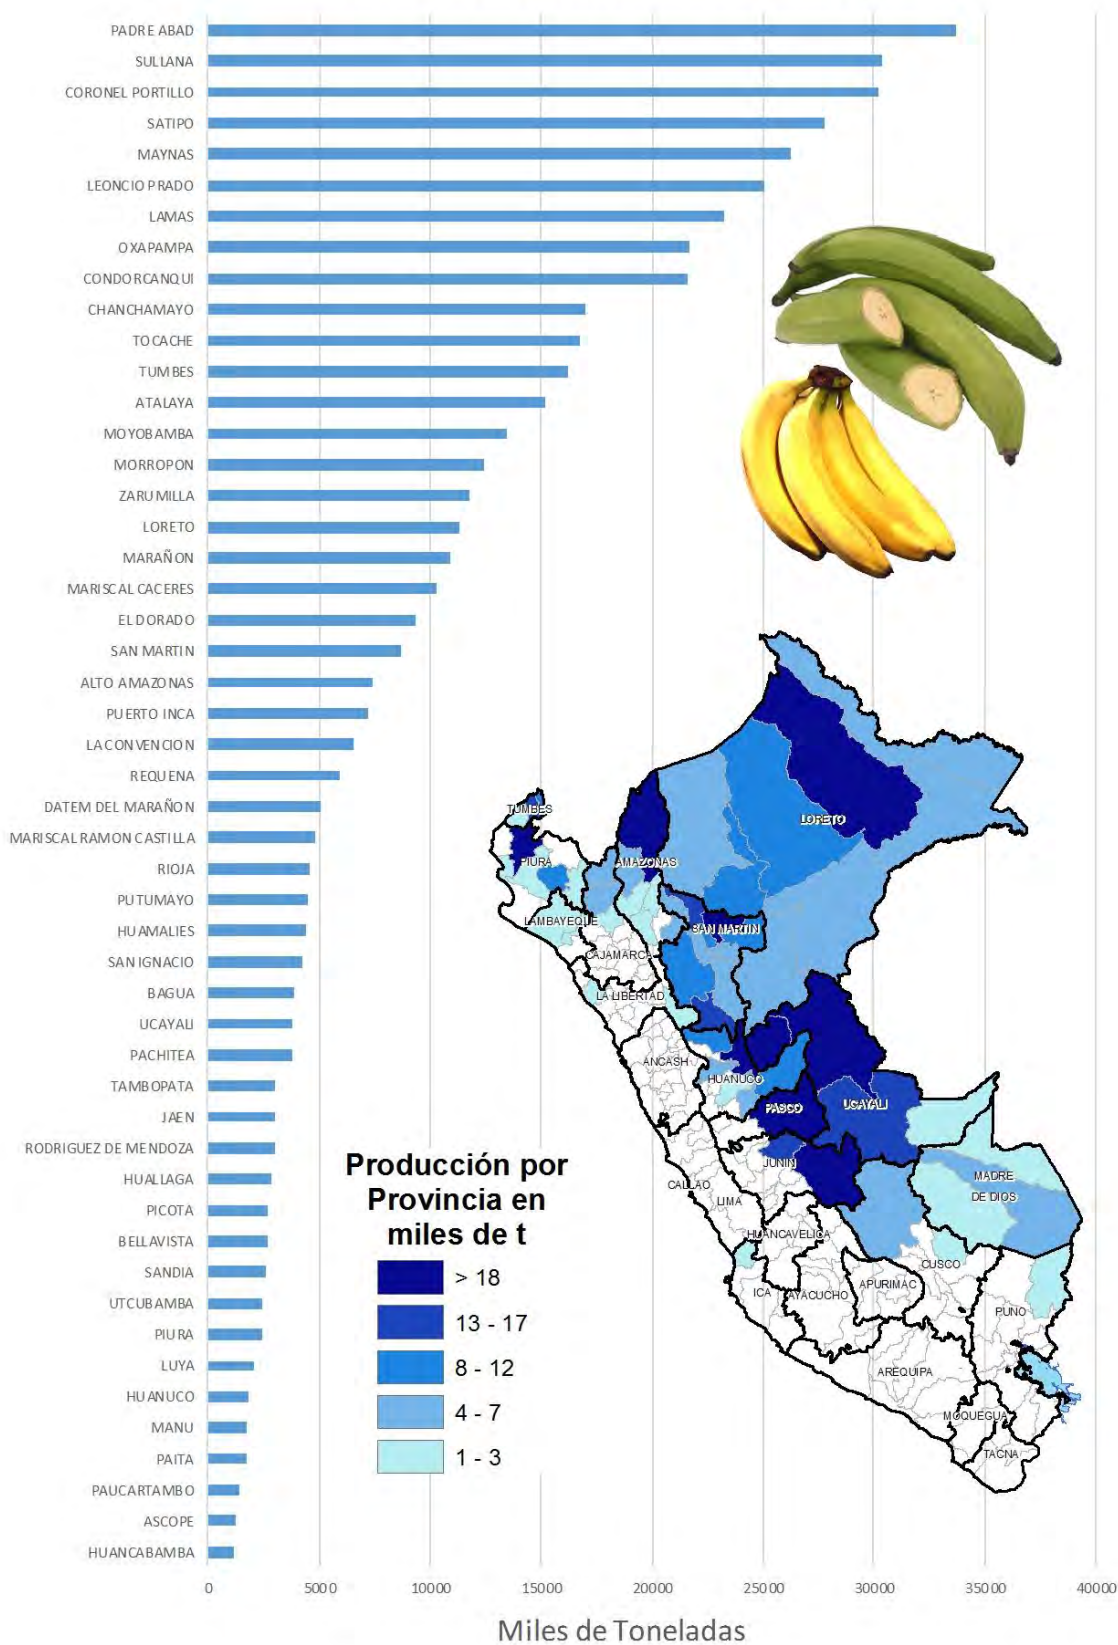 PADRE ABAD
SULLANA
CORONEL PORTILLO
SATIPO
MAYNAS
LEONCIO PRADO
LAMAS
OXAPAMPA
CONDORCANQUI
CHANCHAMAYO
TOCACHE
TUMBES
ATALAYA
MOYOBAMBA
MORROPON
ZARUMILLA
LORETO
MARAÑON
MARISCAL CACERES
EL DORADO
SAN MARTIN
ALTO AMAZONAS
PUERTO INCA
LA CONVENCION
REQUENA
DATEM DEL MARAÑON
MARISCAL RAMON CASTILLA
RIOJA
PUTUMAYO
HUAMALIES
SAN IGNACIO
BAGUA
UCAYALI
PACHITEA
TAMBOPATA
JAEN
RODRIGUEZ DE MENDOZA
HUALLAGA
PICOTA
BELLAVISTA
SANDIA
UTCUBAMBA
PIURA
LUYA
HUANUCO
MANU
PAITA
PAUCARTAMBO
ASCOPE
HUANCABAMBA
0 5000 10000 15000 20000 25000 30000 35000 40000
Miles de Toneladas
TUMBES
LORETO
PIURA
AMAZONAS
LAMBAYEQUE
SAN MARTIN
CAJAMARCA
LA LIBERTAD
ANCASH
HUANUCO
PASCO
UCAYALI
JUNIN
CALLAO
LIMA
MADRE
DE DIOS
HUANCAVELICA
CUSCO
ICA
AYACUCHO
APURIMAC
PUNO
AREQUIPA
MOQUEGUA
TACNA
Producción por
Provincia en
miles de t
> 18
13 - 17
8 - 12
4 - 7
1 - 3